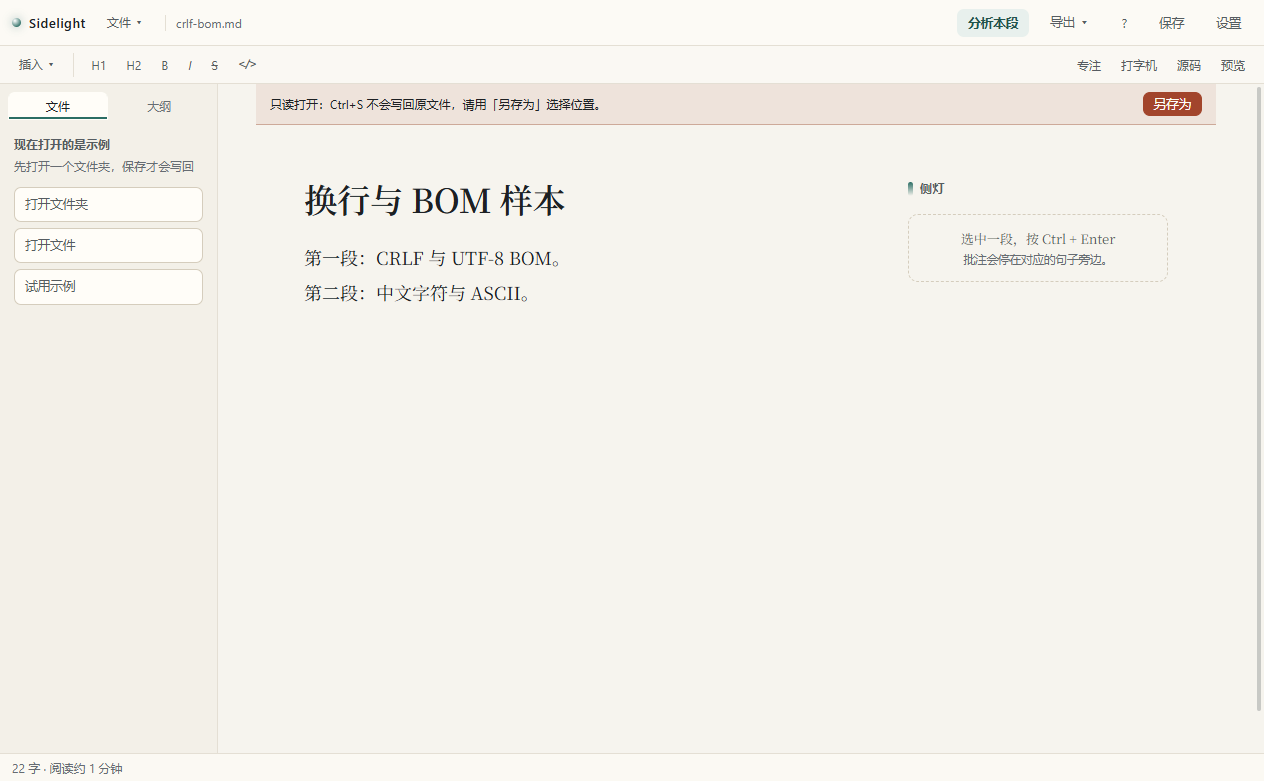 Sidelight 文件 crlf-bom.md 分析本段 导出 ? 保存 设置
插入 H1 H2 B I S </> 专注 打字机 源码 预览
文件 大纲
现在打开的是示例
先打开一个文件夹，保存才会写回
打开文件夹
打开文件
试用示例
只读打开：Ctrl+S 不会写回原文件，请用「另存为」选择位置。 另存为
换行与 BOM 样本
第一段：CRLF 与 UTF-8 BOM。
第二段：中文字符与 ASCII。
侧灯
选中一段，按 Ctrl + Enter
批注会停在对应的句子旁边。
22 字 · 阅读约 1 分钟